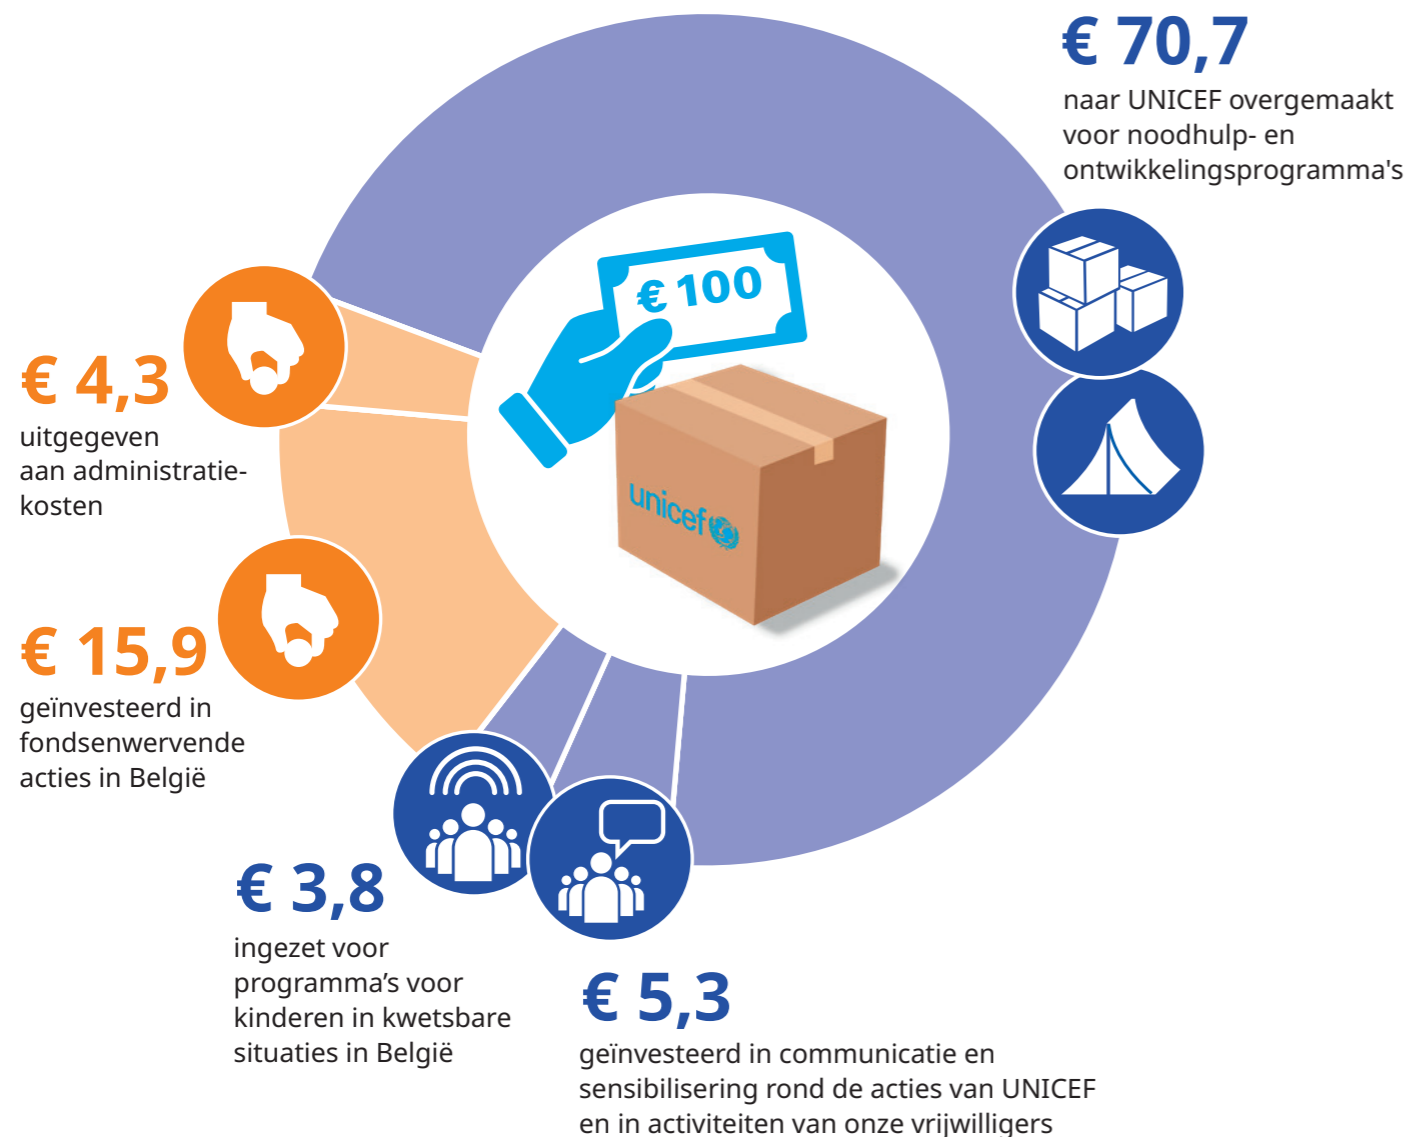 € 70,7
naar UNICEF overgemaakt
voor noodhulp- en
ontwikkelingsprogramma's
€ 100
unicef
€ 4,3
uitgegeven
aan administratie-
kosten
€ 15,9
geïnvesteerd in
fondsenwervende
acties in België
€ 3,8
ingezet voor
programma’s voor
kinderen in kwetsbare
situaties in België
€ 5,3
geïnvesteerd in communicatie en
sensibilisering rond de acties van UNICEF
en in activiteiten van onze vrijwilligers